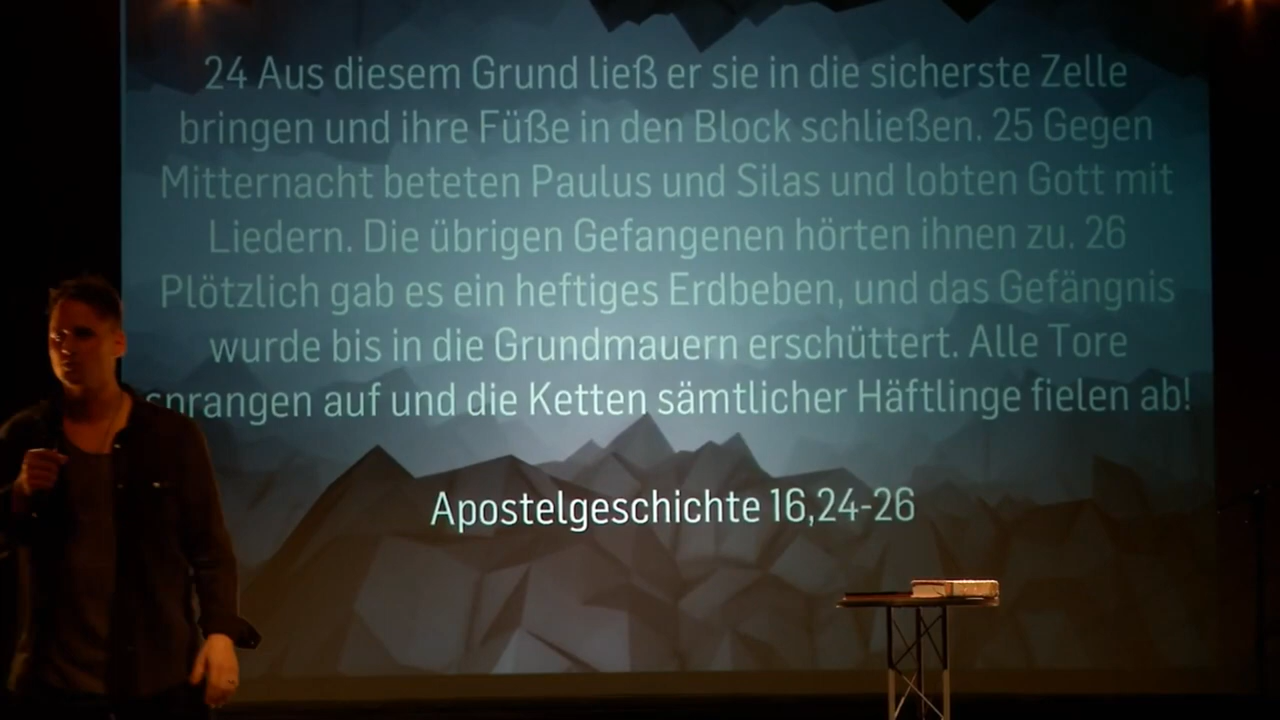 24 Aus diesem Grund ließ er sie in die sicherste Zelle
bringen und ihre Füße in den Block schließen. 25 Gegen
Mitternacht beteten Paulus und Silas und lobten Gott mit
Liedern. Die übrigen Gefangenen hörten ihnen zu. 26
Plötzlich gab es ein heftiges Erdbeben, und das Gefängnis
wurde bis in die Grundmauern erschüttert. Alle Tore
sprangen auf und die Ketten sämtlicher Häftlinge fielen ab!
Apostelgeschichte 16,24-26